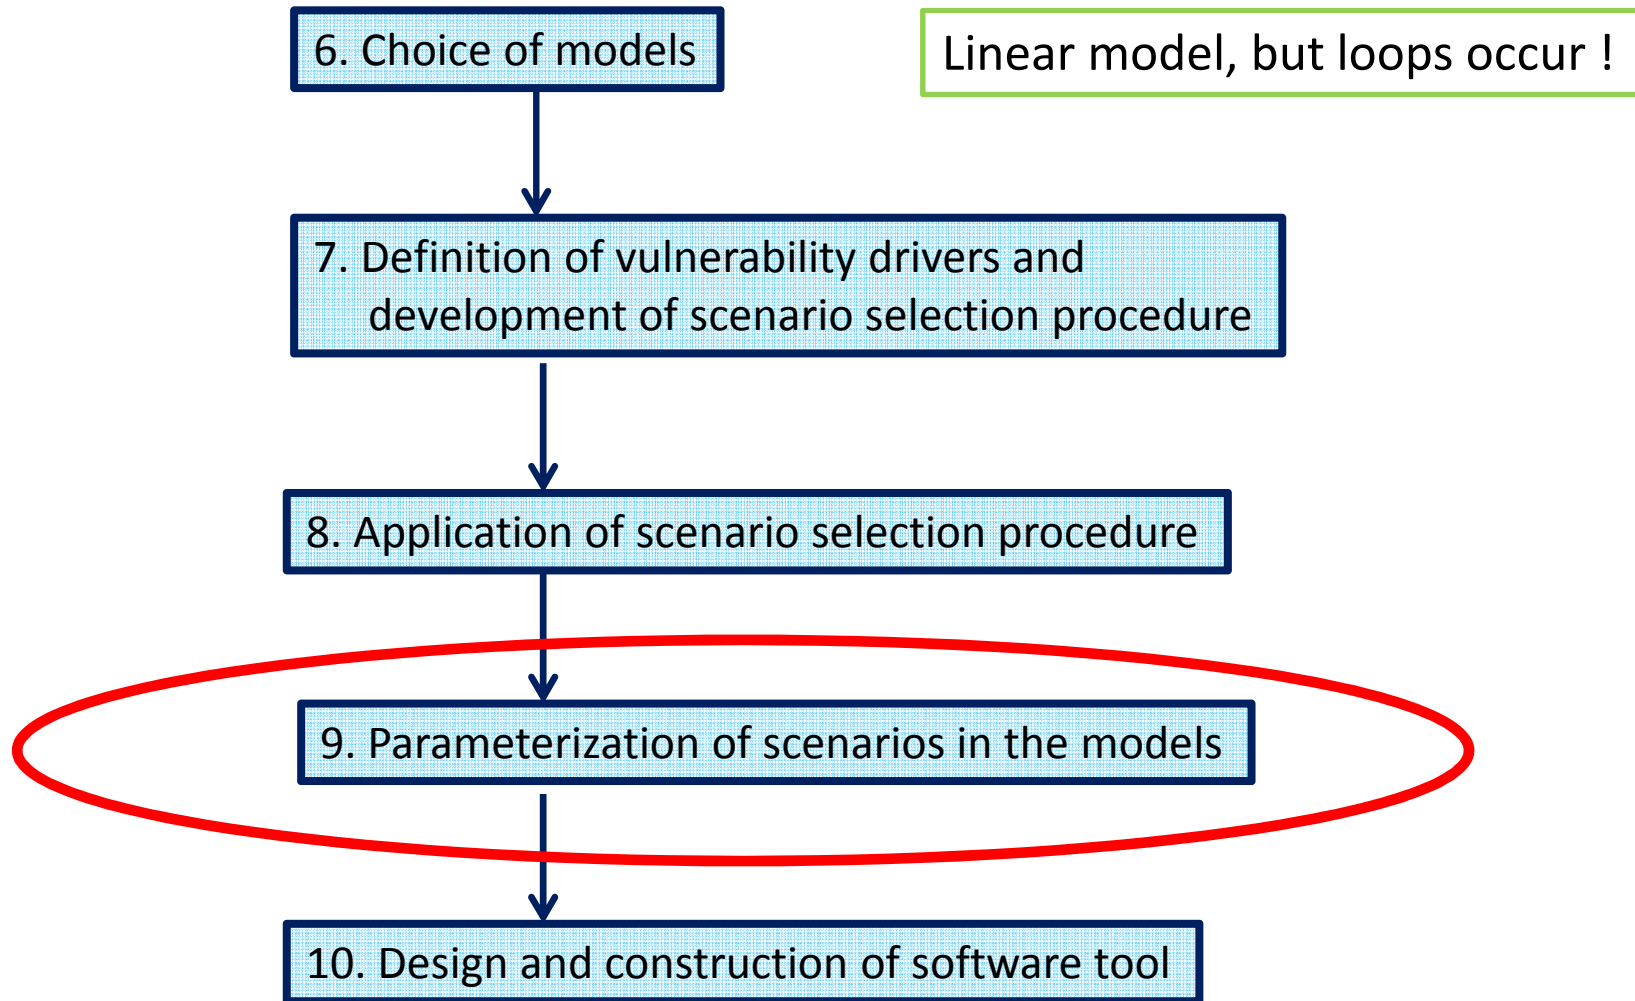 6. Choice of models
Linear model, but loops occur !
7. Definition of vulnerability drivers and
development of scenario selection procedure
8. Application of scenario selection procedure
9. Parameterization of scenarios in the models
10. Design and construction of software tool